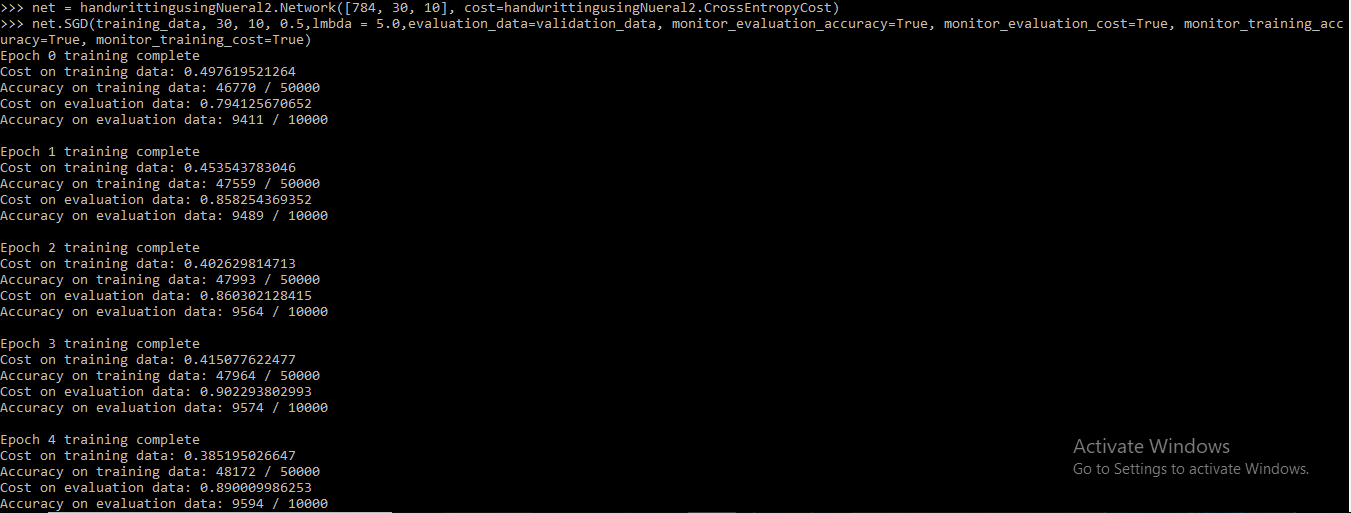 >>> net = handwrittingusingNueral2.Network([784, 30, 10], cost=handwrittingusingNueral2.CrossEntropyCost)
>>> net.SGD(training_data, 30, 10, 0.5,lmbda = 5.0,evaluation_data=validation_data, monitor_evaluation_accuracy=True, monitor_evaluation_cost=True, monitor_training_acc
uracy=True, monitor_training_cost=True)
Epoch 0 training complete
Cost on training data: 0.497619521264
Accuracy on training data: 46770 / 50000
Cost on evaluation data: 0.794125670652
Accuracy on evaluation data: 9411 / 10000
Epoch 1 training complete
Cost on training data: 0.453543783046
Accuracy on training data: 47559 / 50000
Cost on evaluation data: 0.858254369352
Accuracy on evaluation data: 9489 / 10000
Epoch 2 training complete
Cost on training data: 0.402629814713
Accuracy on training data: 47993 / 50000
Cost on evaluation data: 0.860302128415
Accuracy on evaluation data: 9564 / 10000
Epoch 3 training complete
Cost on training data: 0.415077622477
Accuracy on training data: 47964 / 50000
Cost on evaluation data: 0.902293802993
Accuracy on evaluation data: 9574 / 10000
Epoch 4 training complete
Cost on training data: 0.385195026647
Accuracy on training data: 48172 / 50000
Cost on evaluation data: 0.890009986253
Accuracy on evaluation data: 9594 / 10000
Activate Windows
Go to Settings to activate Windows.